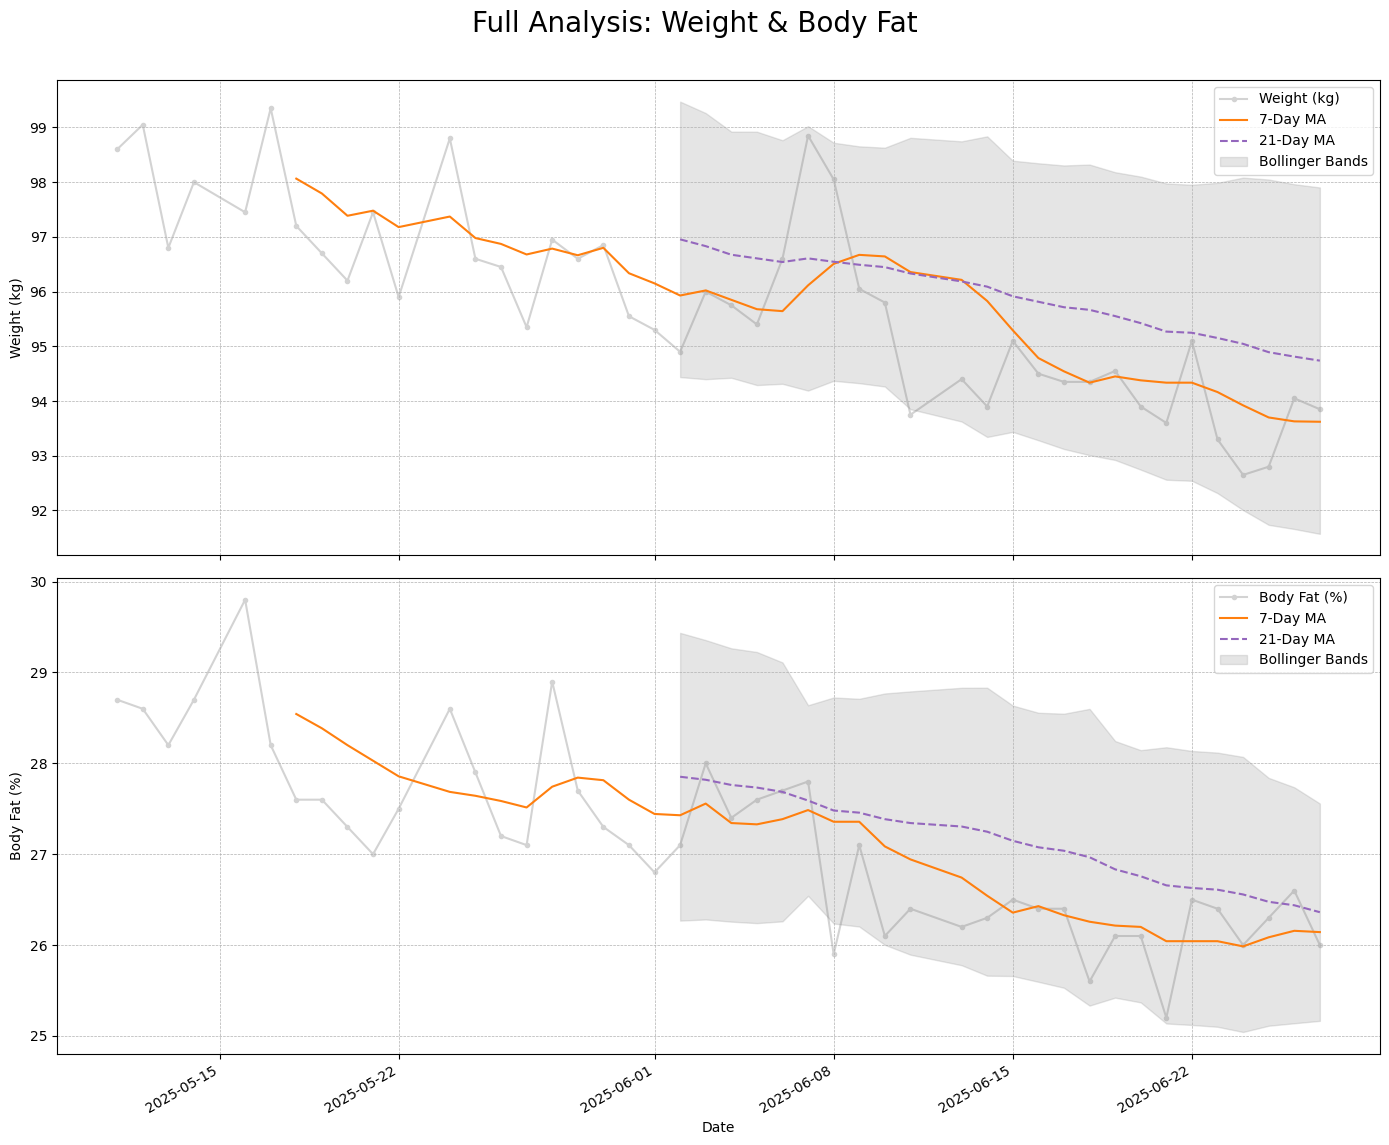 Full Analysis: Weight & Body Fat
Weight (kg)
99
98
97
96
95
94
93
92
Weight (kg)
7-Day MA
21-Day MA
Bollinger Bands
Body Fat (%)
30
29
28
27
26
25
Body Fat (%)
7-Day MA
21-Day MA
Bollinger Bands
2025-05-15
2025-05-22
2025-06-01
2025-06-08
2025-06-15
2025-06-22
Date